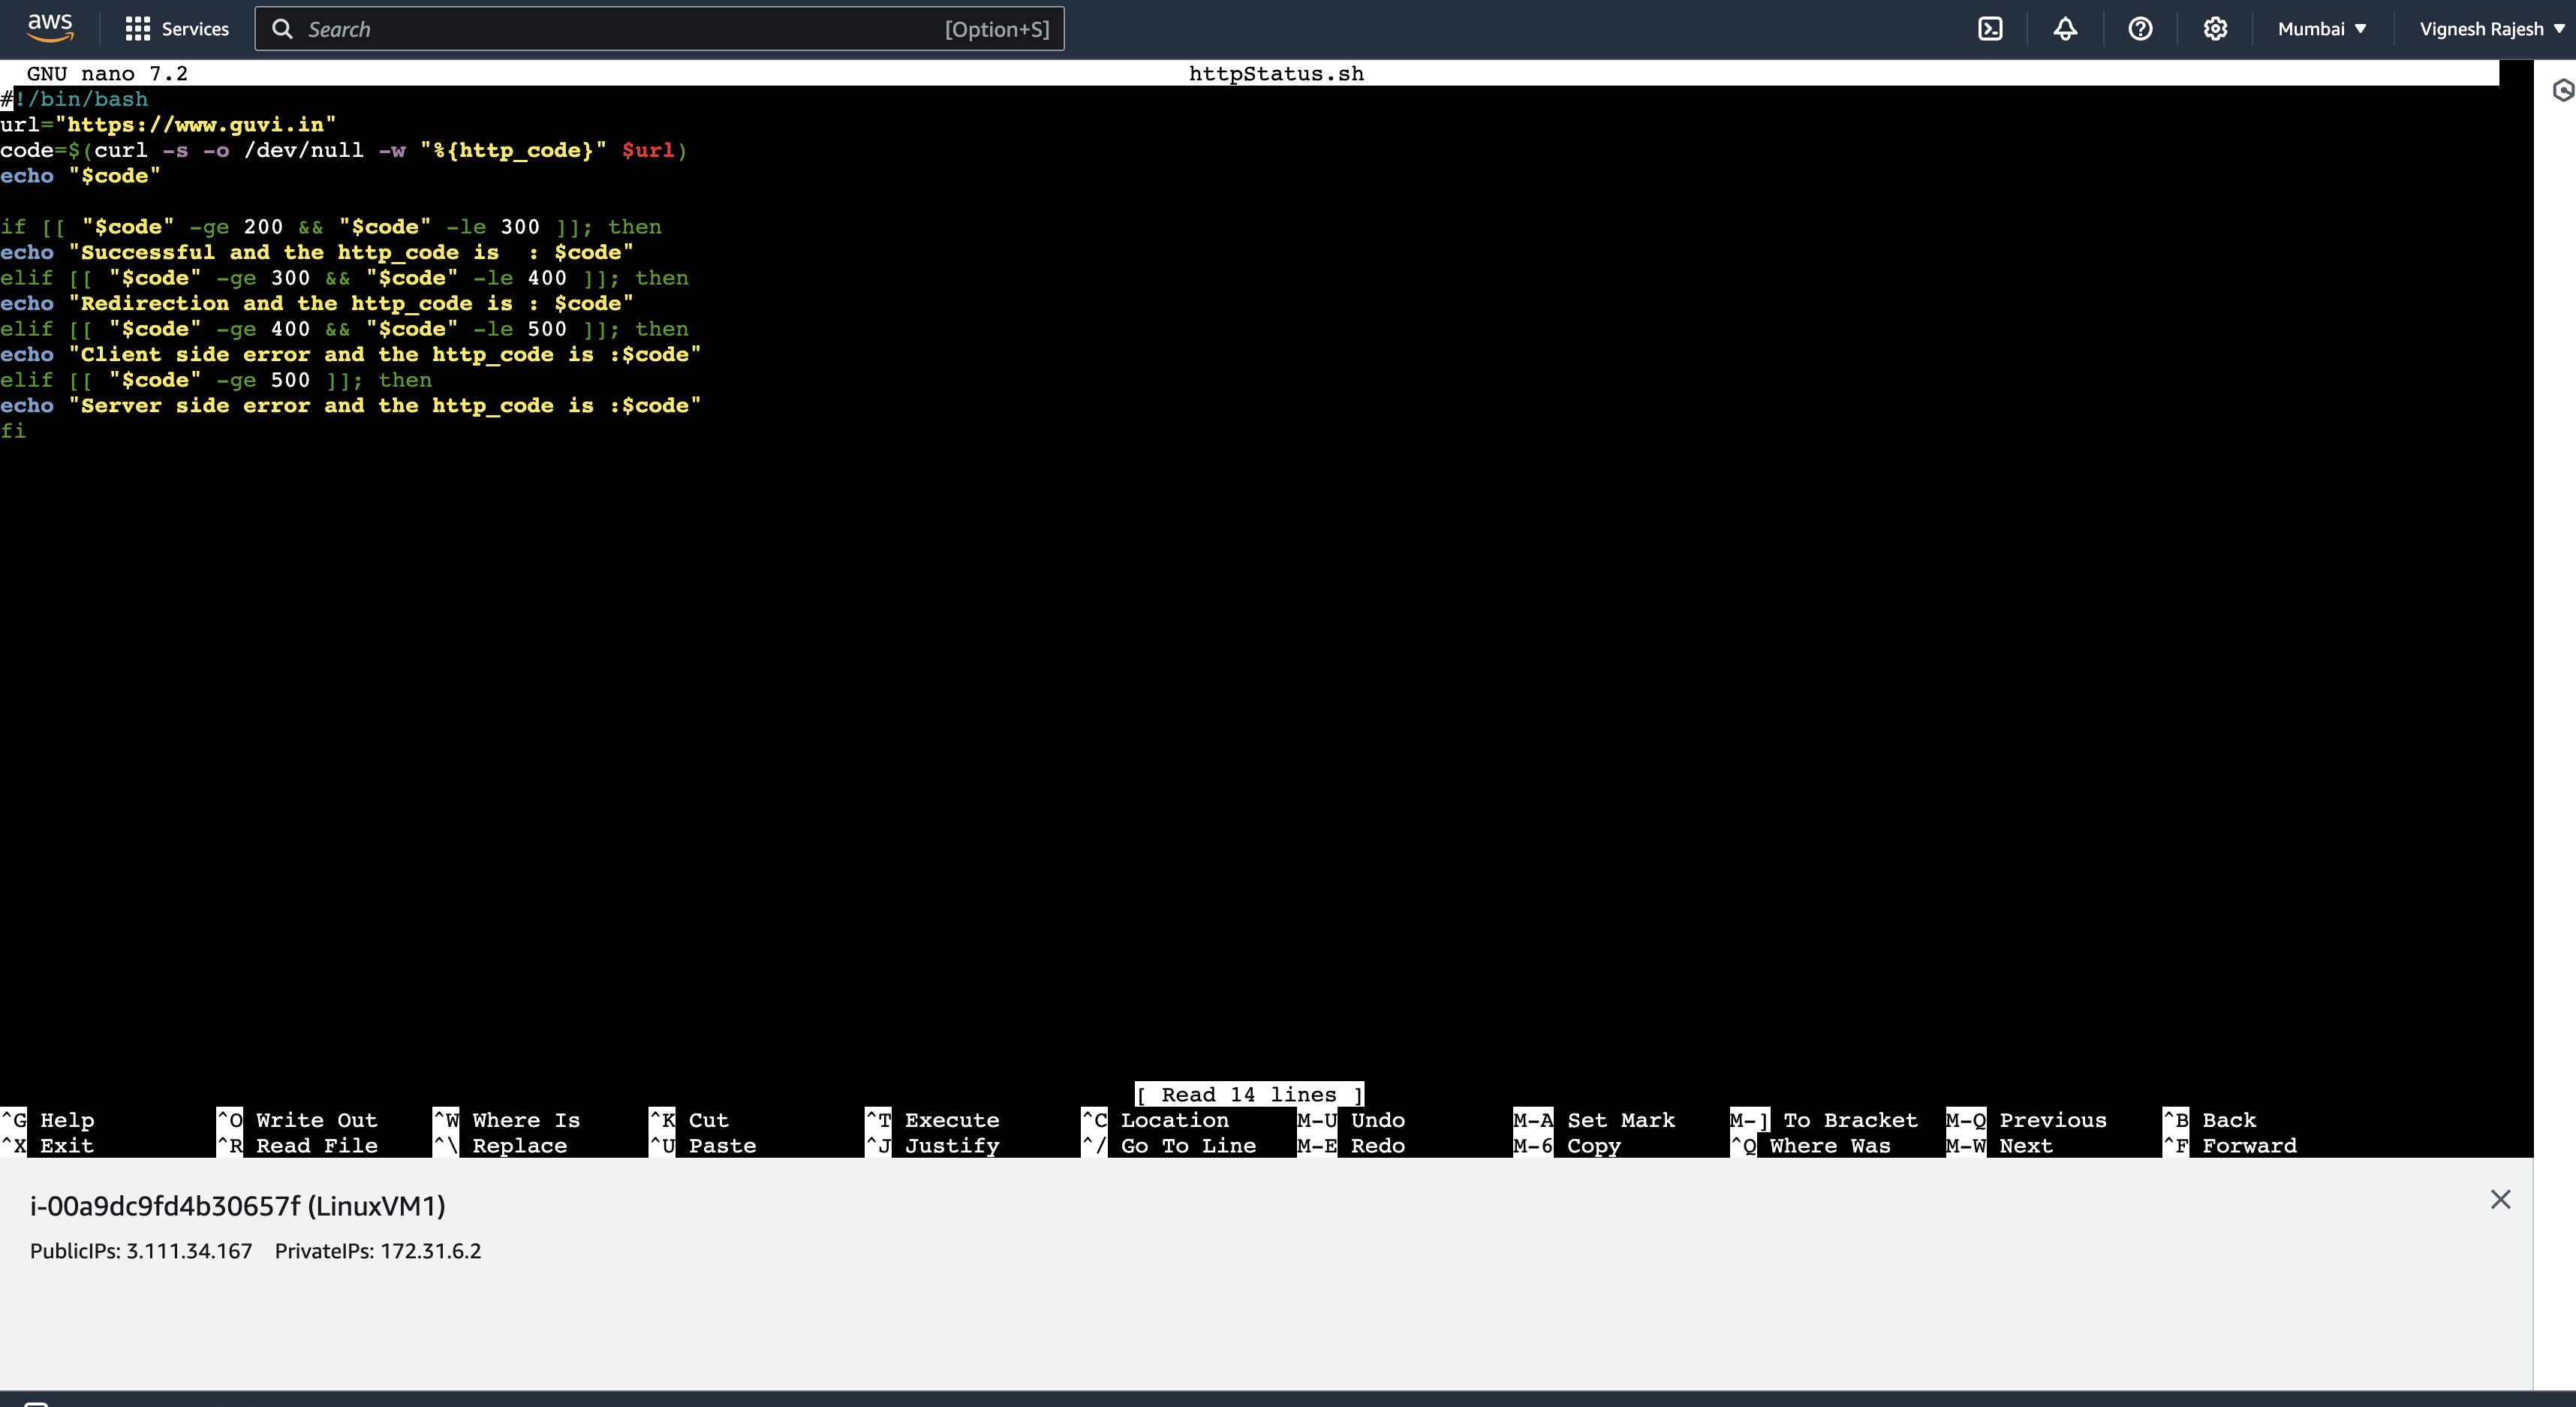 aws Services Search [Option+S] Mumbai Vignesh Rajesh
GNU nano 7.2 httpStatus.sh
#!/bin/bash
url="https://www.guvi.in"
code=$(curl -s -o /dev/null -w "%{http_code}" $url)
echo "$code"
if [[ "$code" -ge 200 && "$code" -le 300 ]]; then
echo "Successful and the http_code is  : $code"
elif [[ "$code" -ge 300 && "$code" -le 400 ]]; then
echo "Redirection and the http_code is : $code"
elif [[ "$code" -ge 400 && "$code" -le 500 ]]; then
echo "Client side error and the http_code is :$code"
elif [[ "$code" -ge 500 ]]; then
echo "Server side error and the http_code is :$code"
fi
[ Read 14 lines ]
^G Help ^O Write Out ^W Where Is ^K Cut ^T Execute ^C Location M-U Undo M-A Set Mark M-] To Bracket M-Q Previous ^B Back
^X Exit ^R Read File ^\ Replace ^U Paste ^J Justify ^/ Go To Line M-E Redo M-6 Copy ^Q Where Was M-W Next ^F Forward
i-00a9dc9fd4b30657f (LinuxVM1)
PublicIPs: 3.111.34.167 PrivateIPs: 172.31.6.2